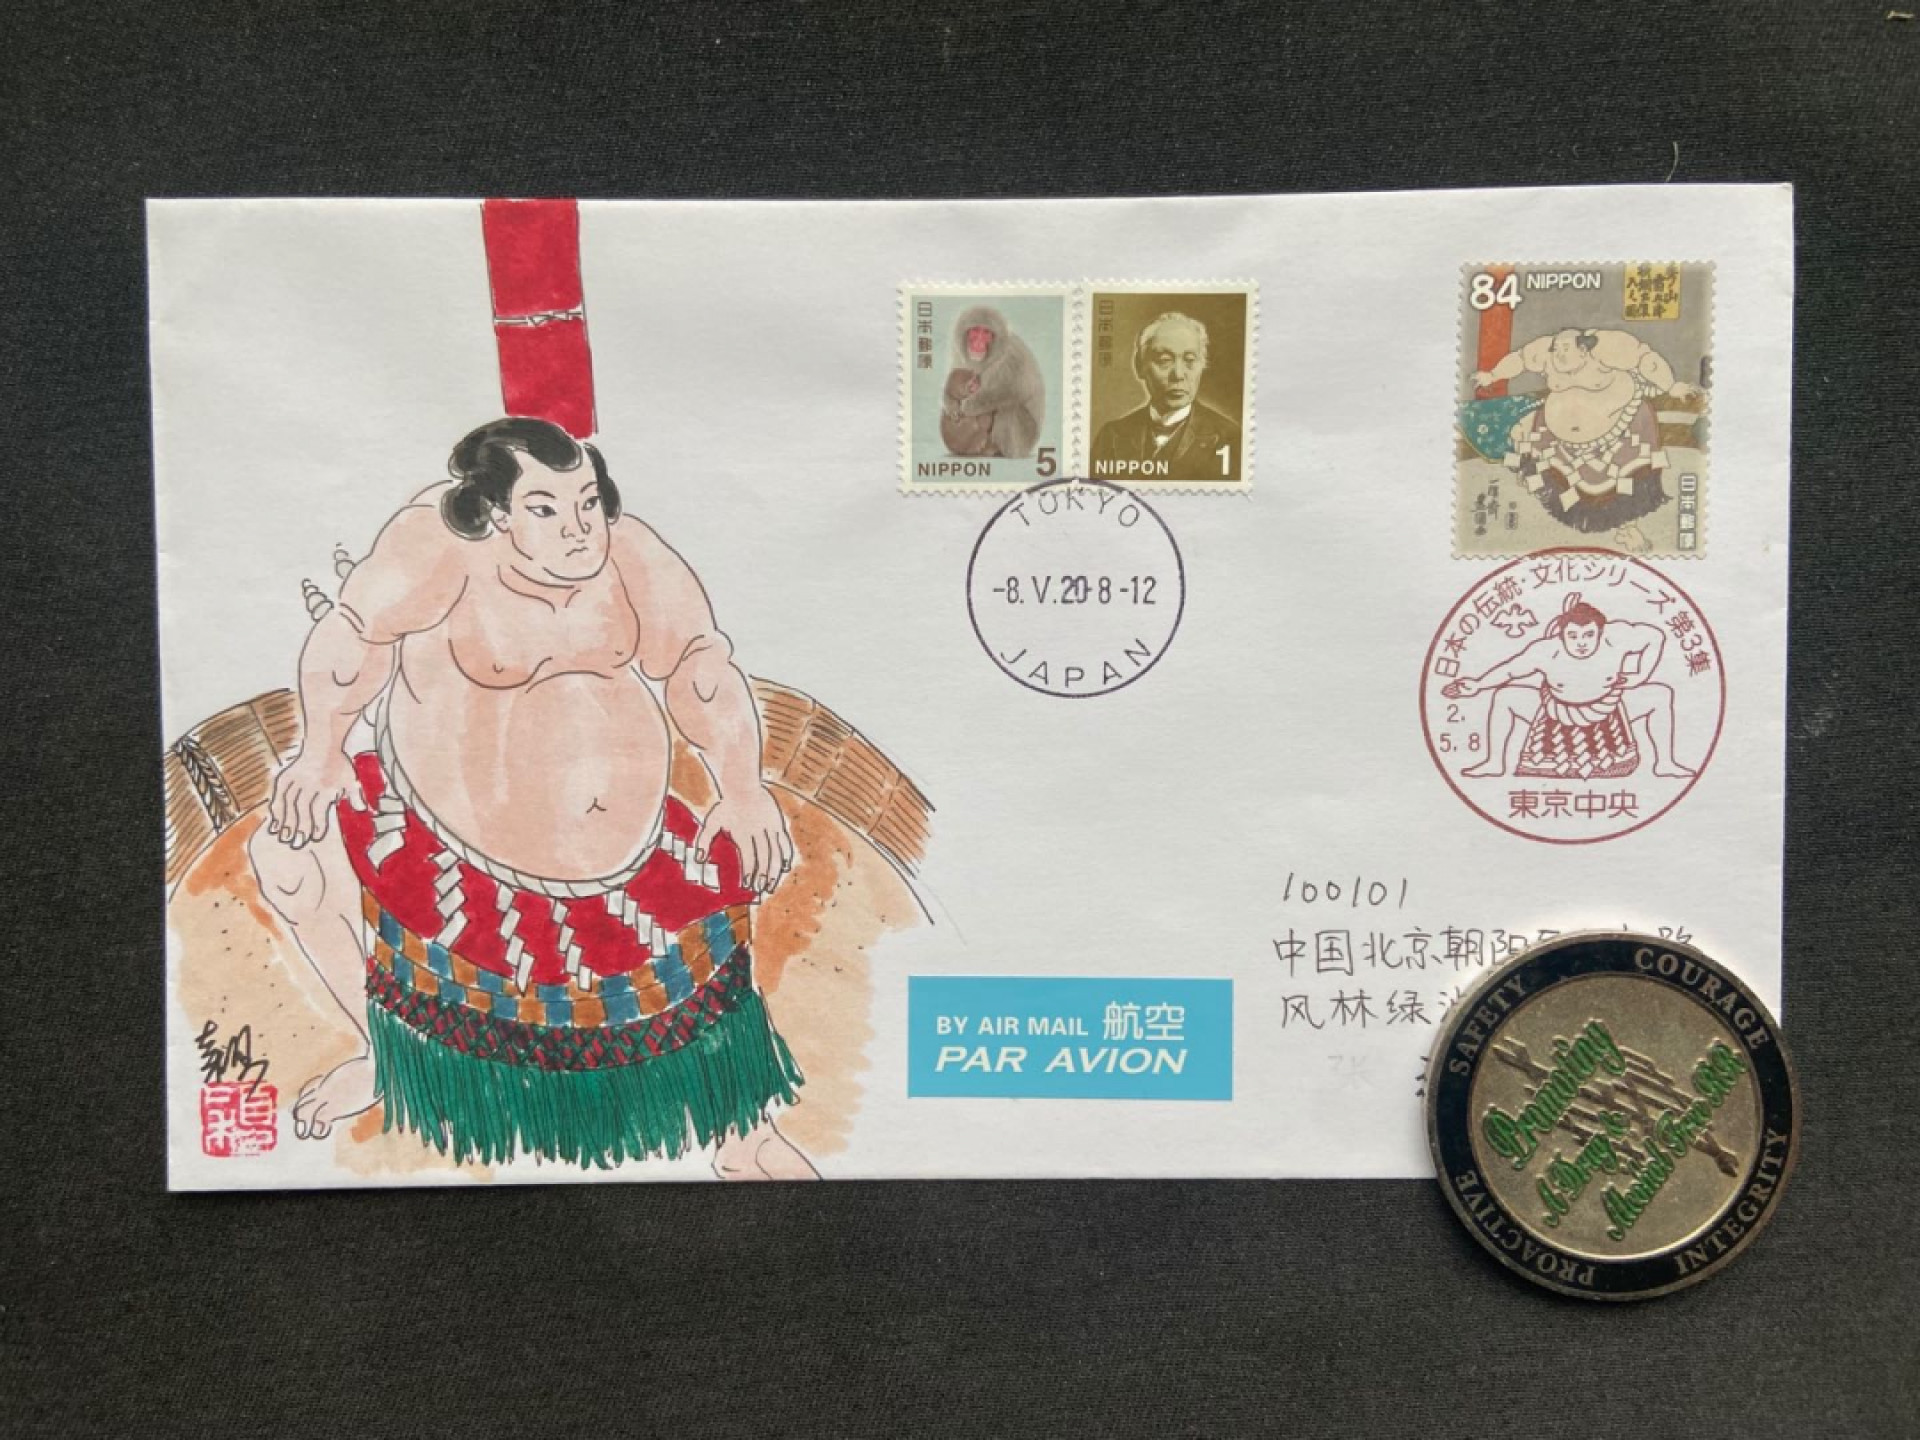 日本郵便
NIPPON 5
日本郵便
NIPPON 1
84 NIPPON
日本郵便
TOKYO
-8.V.20 8-12
JAPAN
日本の伝統・文化シリーズ 第3集
2.
5.8
東京中央
100101
中国北京朝阳
风林绿
BY AIR MAIL 航空
PAR AVION
SAFETY
COURAGE
INTEGRITY
PROACTIVE
Promoting
A Drug &
Alcohol Free